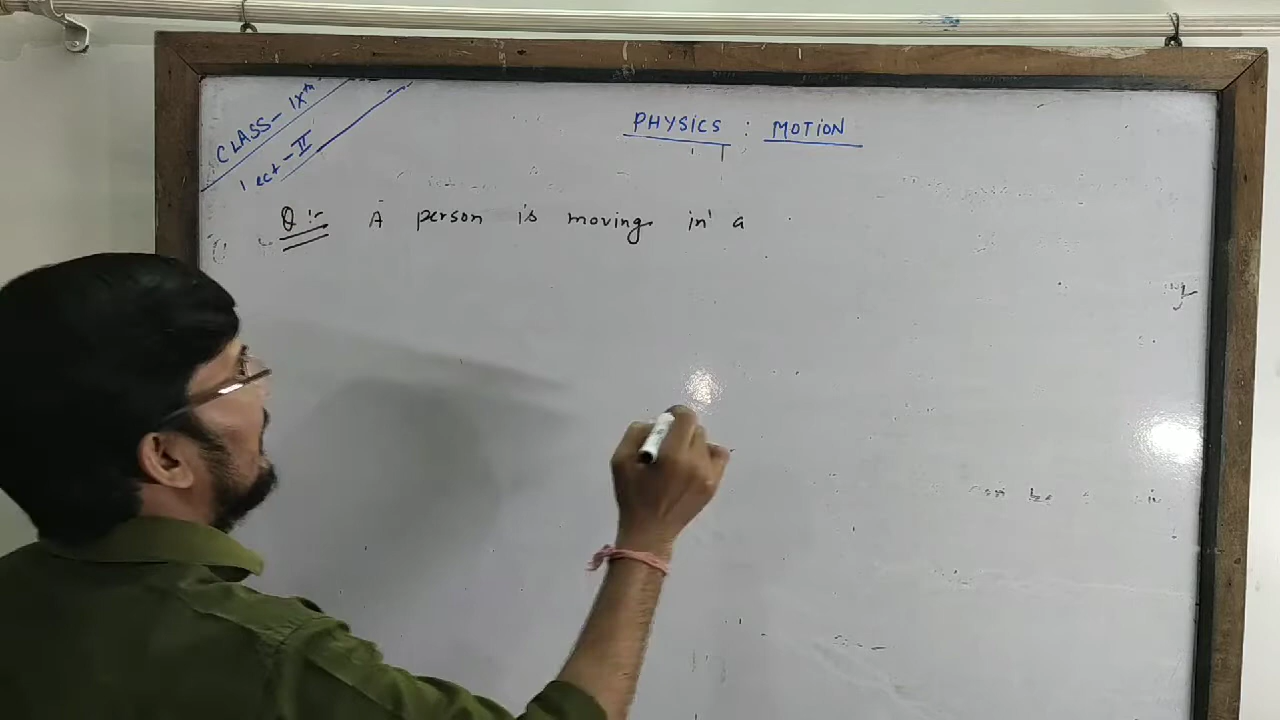 CLASS- IXth
Lect - II
PHYSICS : MOTION
Q :- A person is moving in a